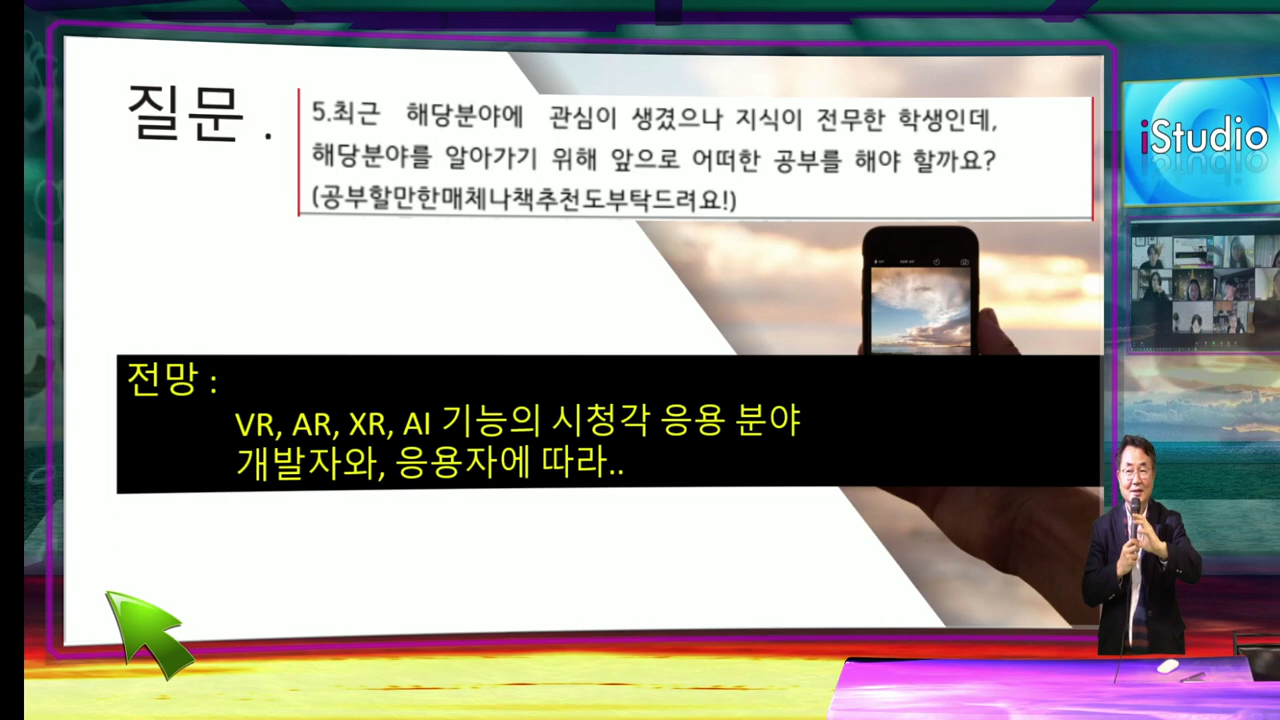 질문 .
5.최근 해당분야에 관심이 생겼으나 지식이 전무한 학생인데,
해당분야를 알아가기 위해 앞으로 어떠한 공부를 해야 할까요?
(공부할만한매체나책추천도부탁드려요!)
전망 :
VR, AR, XR, AI 기능의 시청각 응용 분야
개발자와, 응용자에 따라..
iStudio